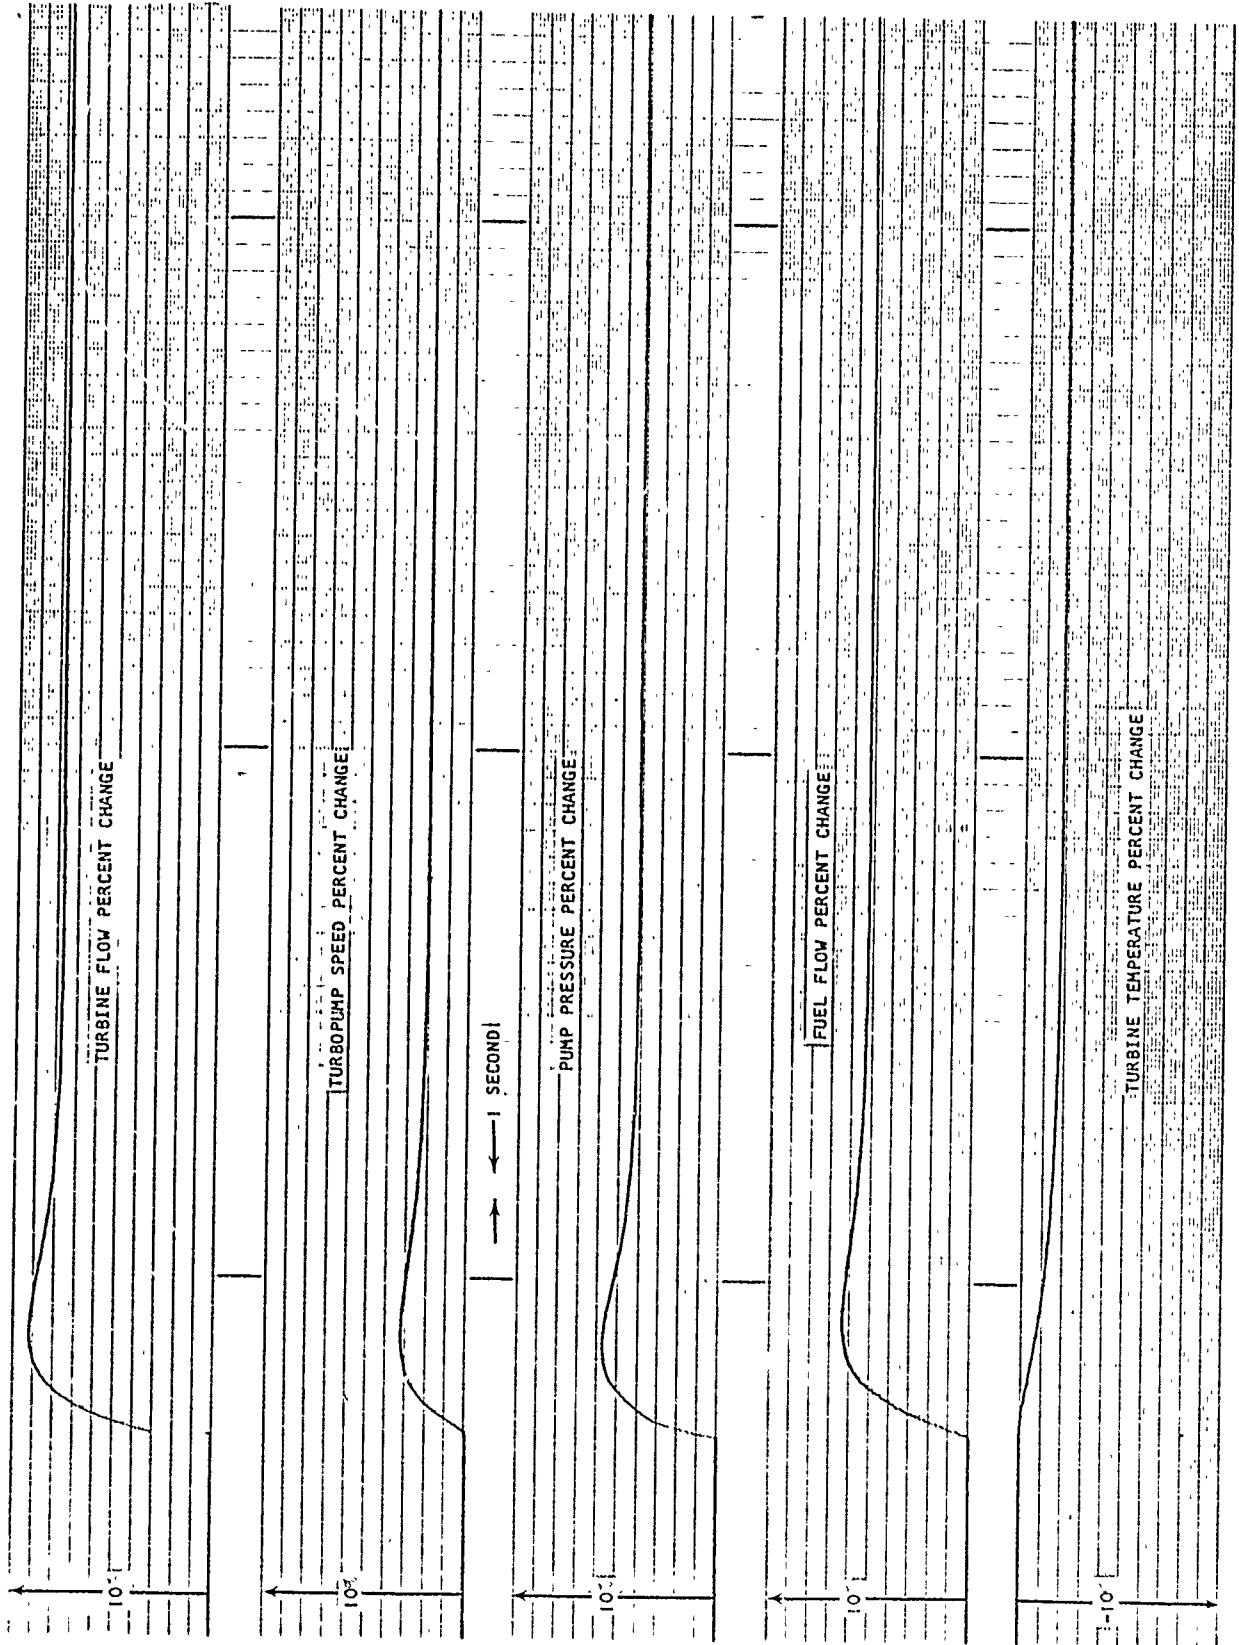 TURBINE FLOW PERCENT CHANGE
10
TURBOPUMP SPEED PERCENT CHANGE
10
1 SECOND
PUMP PRESSURE PERCENT CHANGE
10
FUEL FLOW PERCENT CHANGE
10
TURBINE TEMPERATURE PERCENT CHANGE
-10